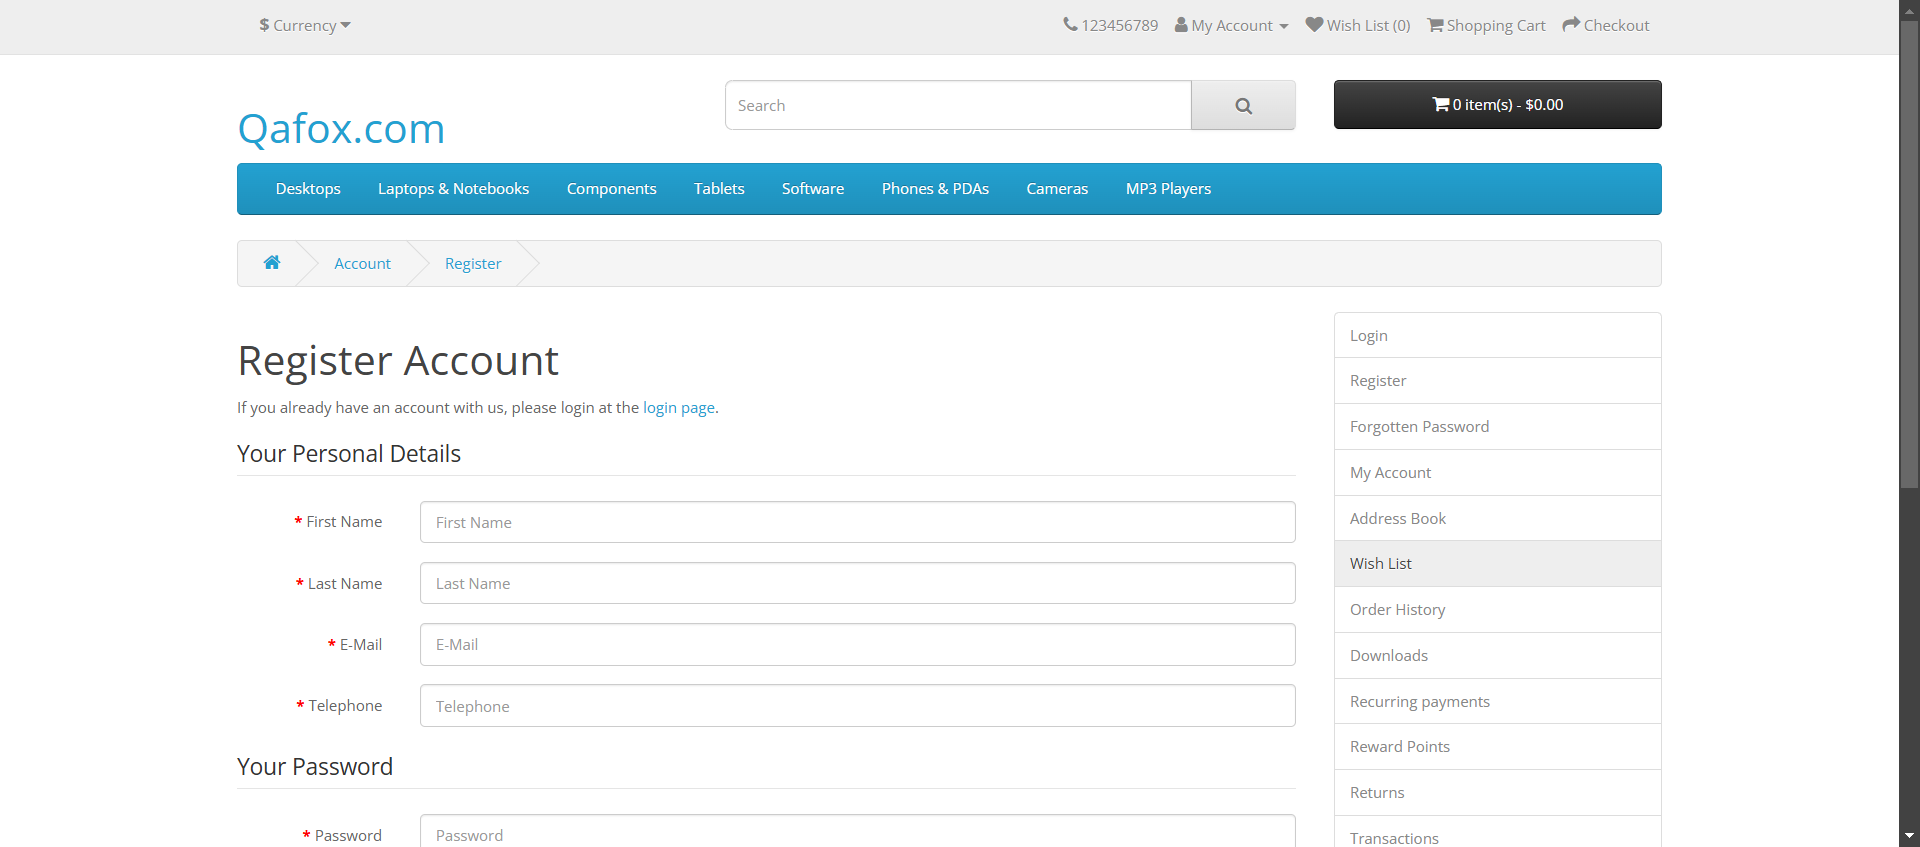 $ Currency
123456789 My Account Wish List (0) Shopping Cart Checkout
Qafox.com
Search
0 item(s) - $0.00
Desktops Laptops & Notebooks Components Tablets Software Phones & PDAs Cameras MP3 Players
Account Register
Register Account
If you already have an account with us, please login at the login page.
Your Personal Details
* First Name First Name
* Last Name Last Name
* E-Mail E-Mail
* Telephone Telephone
Your Password
* Password Password
Login
Register
Forgotten Password
My Account
Address Book
Wish List
Order History
Downloads
Recurring payments
Reward Points
Returns
Transactions